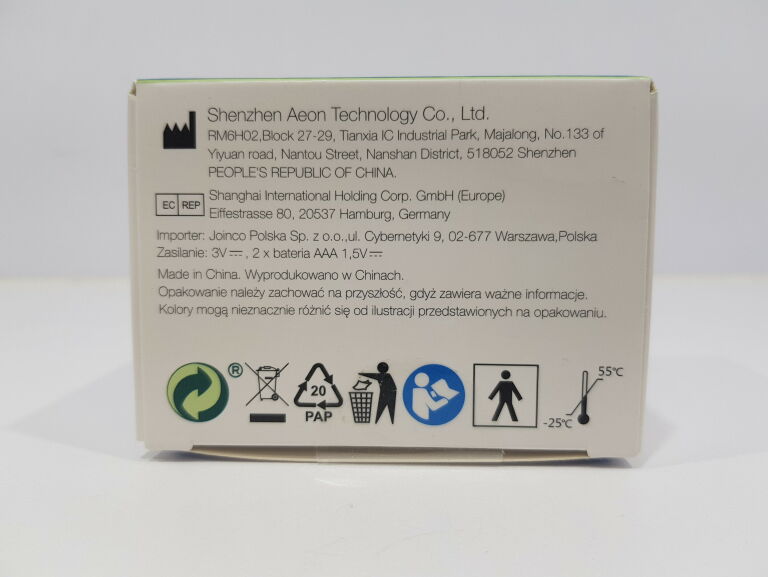 Shenzhen Aeon Technology Co., Ltd.
RM6H02,Block 27-29, Tianxia IC Industrial Park, Majalong, No.133 of
Yiyuan road, Nantou Street, Nanshan District, 518052 Shenzhen
PEOPLE'S REPUBLIC OF CHINA.
EC REP
Shanghai International Holding Corp. GmbH (Europe)
Eiffestrasse 80, 20537 Hamburg, Germany
Importer: Joinco Polska Sp. z o.o.,ul. Cybernetyki 9, 02-677 Warszawa,Polska
Zasilanie: 3V⎓, 2 x bateria AAA 1,5V⎓
Made in China. Wyprodukowano w Chinach.
Opakowanie należy zachować na przyszłość, gdyż zawiera ważne informacje.
Kolory mogą nieznacznie różnić się od ilustracji przedstawionych na opakowaniu.
®
20
PAP
55℃
-25℃